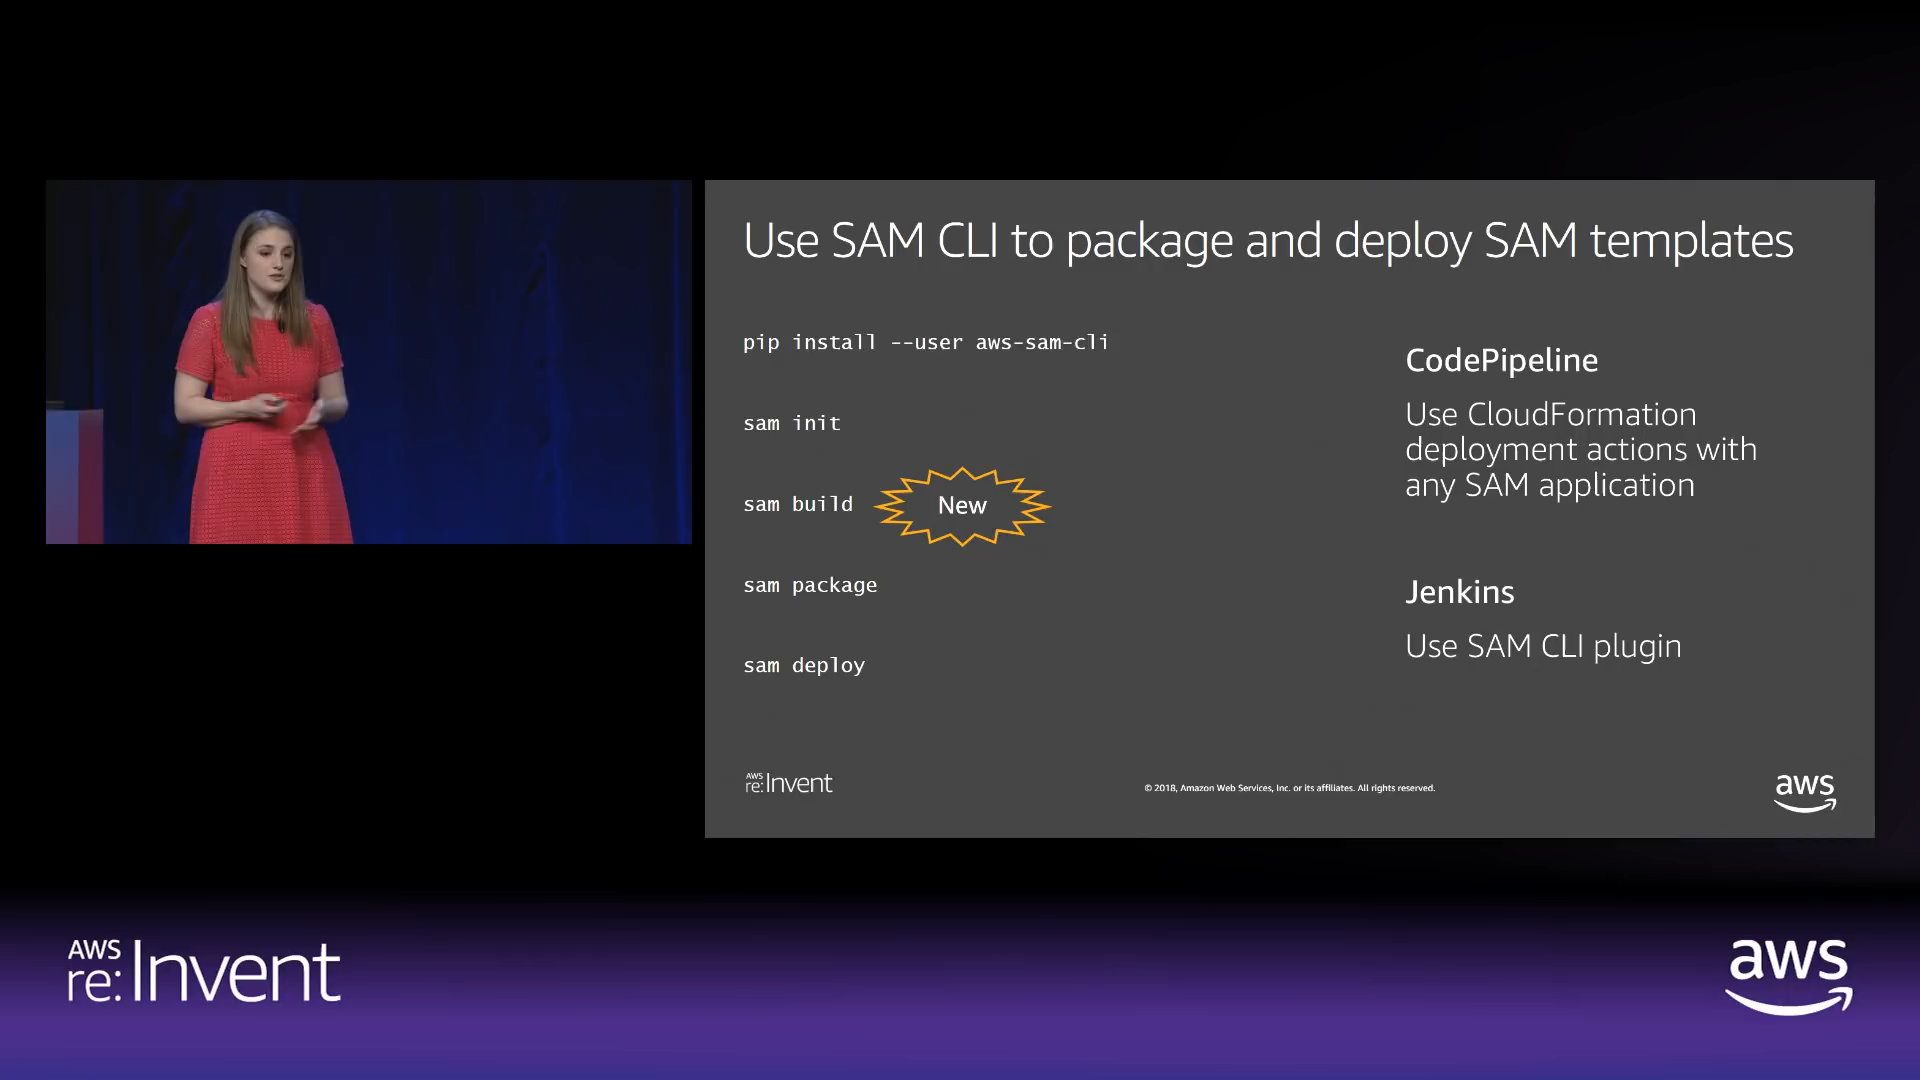 Use SAM CLI to package and deploy SAM templates
pip install --user aws-sam-cli
sam init
sam build
New
sam package
sam deploy
CodePipeline
Use CloudFormation
deployment actions with
any SAM application
Jenkins
Use SAM CLI plugin
AWS
re:Invent
© 2018, Amazon Web Services, Inc. or its affiliates. All rights reserved.
aws
AWS
re:Invent
aws